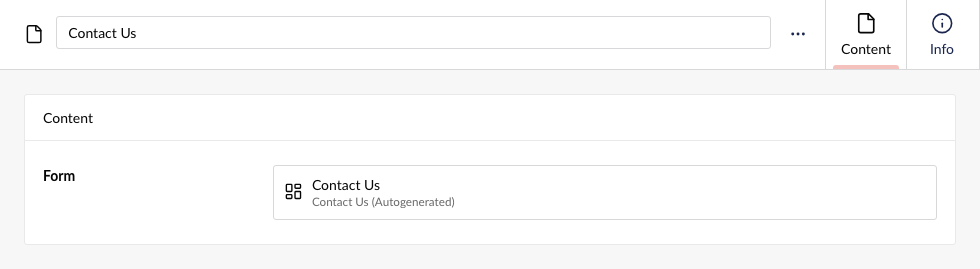 Contact Us
Content
Info
Content
Form
Contact Us
Contact Us (Autogenerated)